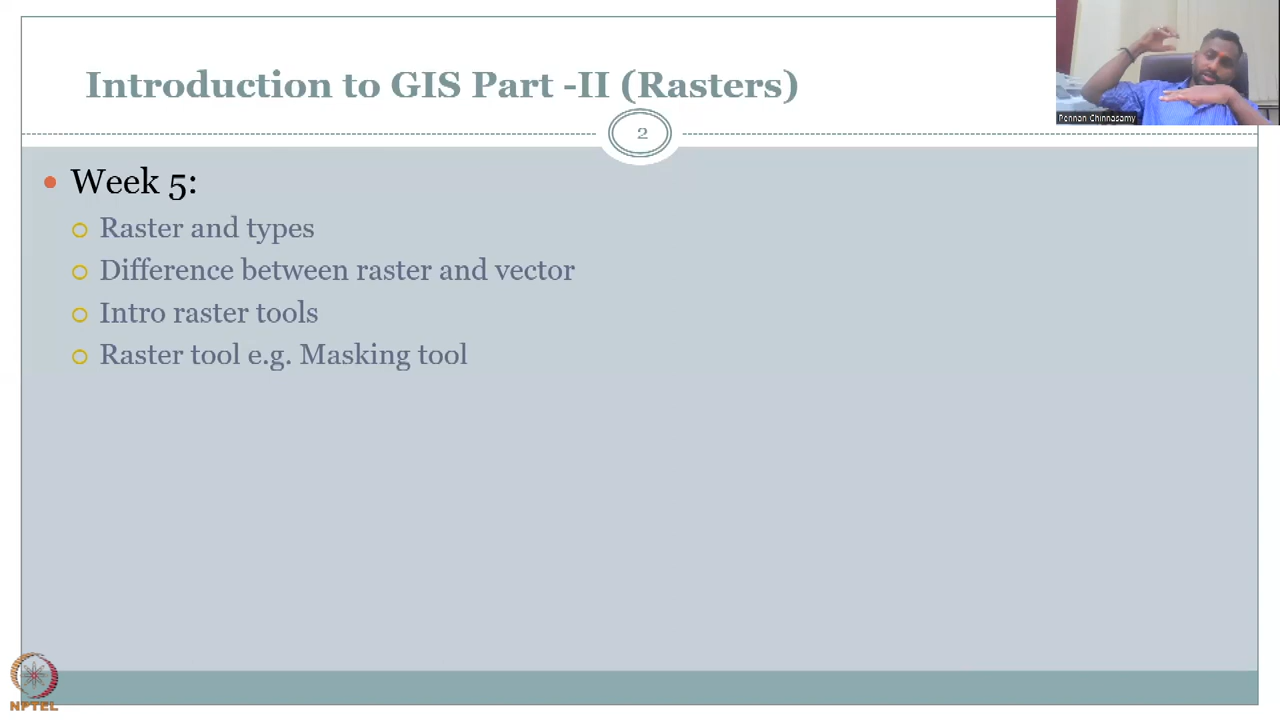 Introduction to GIS Part -II (Rasters)
Pennan Chinnasamy
2
Week 5:
Raster and types
Difference between raster and vector
Intro raster tools
Raster tool e.g. Masking tool
NPTEL